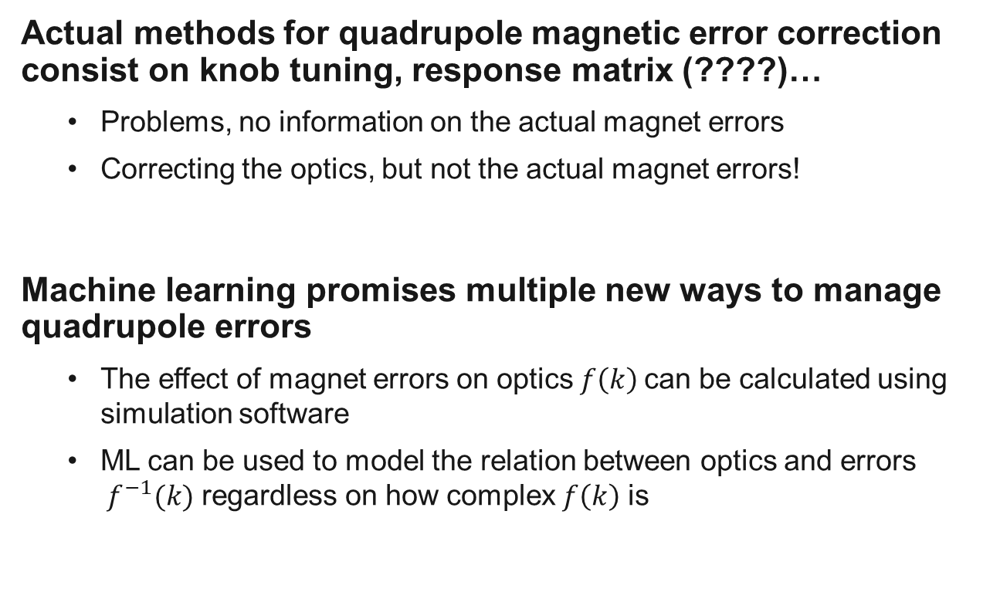 Actual methods for quadrupole magnetic error correction
consist on knob tuning, response matrix (????)…
• Problems, no information on the actual magnet errors
• Correcting the optics, but not the actual magnet errors!
Machine learning promises multiple new ways to manage
quadrupole errors
• The effect of magnet errors on optics 𝑓(𝑘) can be calculated using
simulation software
• ML can be used to model the relation between optics and errors
𝑓⁻¹(𝑘) regardless on how complex 𝑓(𝑘) is